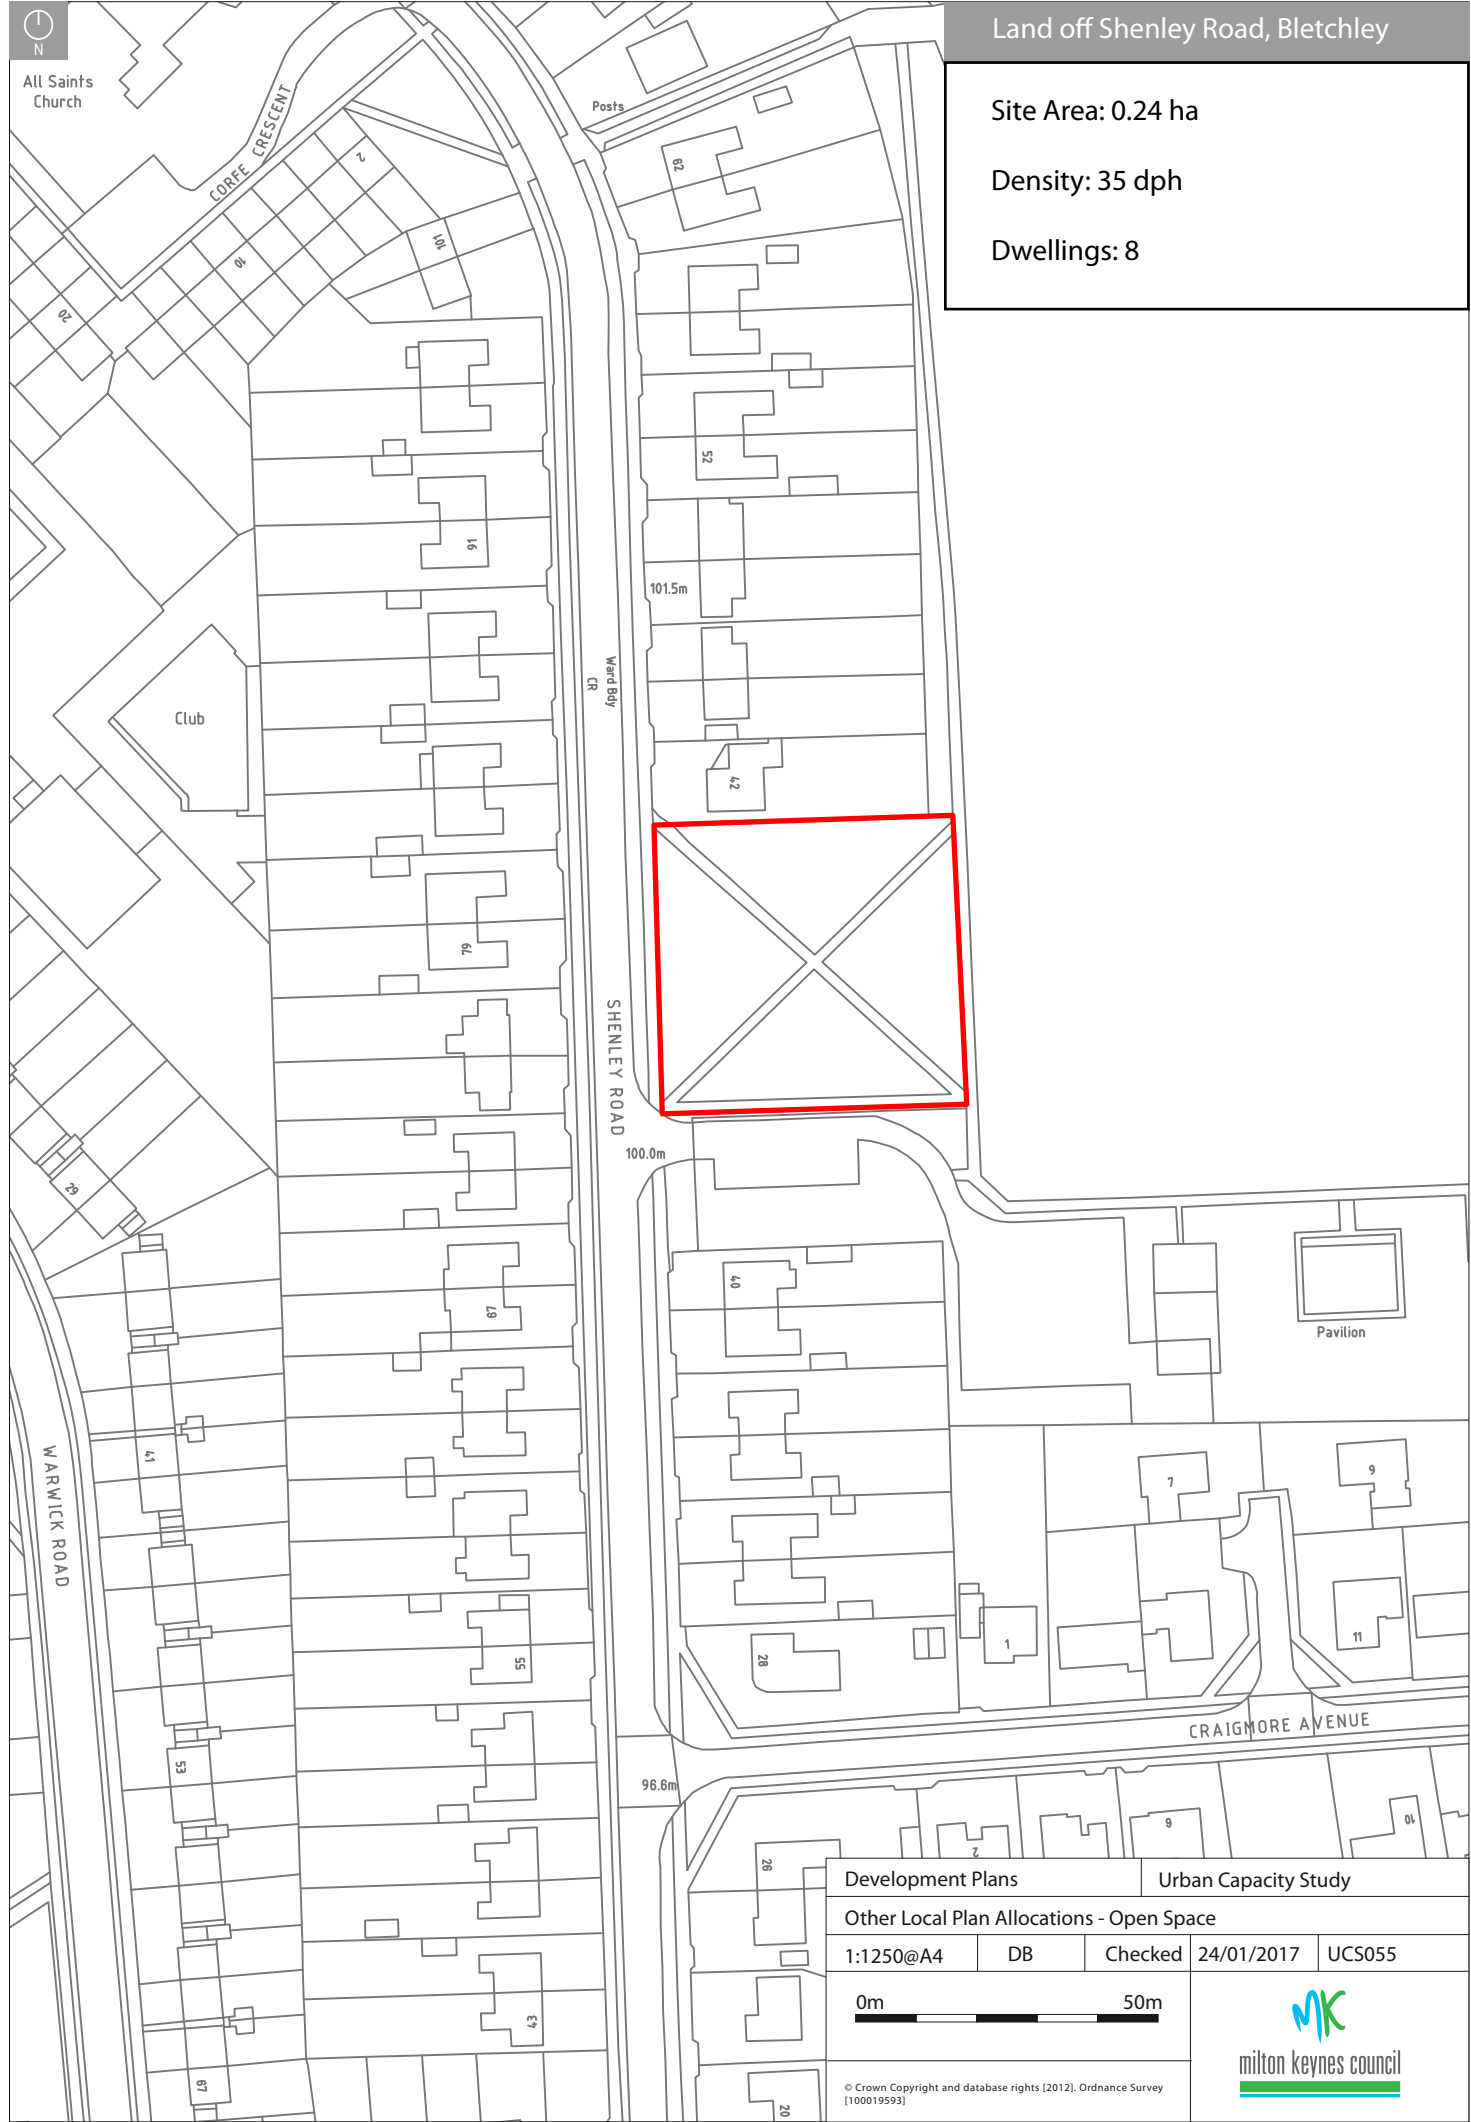 N
Land off Shenley Road, Bletchley
Site Area: 0.24 ha
Density: 35 dph
Dwellings: 8
All Saints
Church
CORFE CRESCENT
Posts
2
62
101
10
20
52
91
101.5m
Ward Bdy
CR
Club
42
79
SHENLEY ROAD
100.0m
29
40
87
Pavilion
WARWICK ROAD
41
7
9
1
11
28
55
CRAIGMORE AVENUE
53
96.6m
26
2
6
10
43
67
20
Development Plans
Urban Capacity Study
Other Local Plan Allocations - Open Space
1:1250@A4
DB
Checked
24/01/2017
UCS055
0m
50m
MK
milton keynes council
© Crown Copyright and database rights [2012]. Ordnance Survey
[100019593]